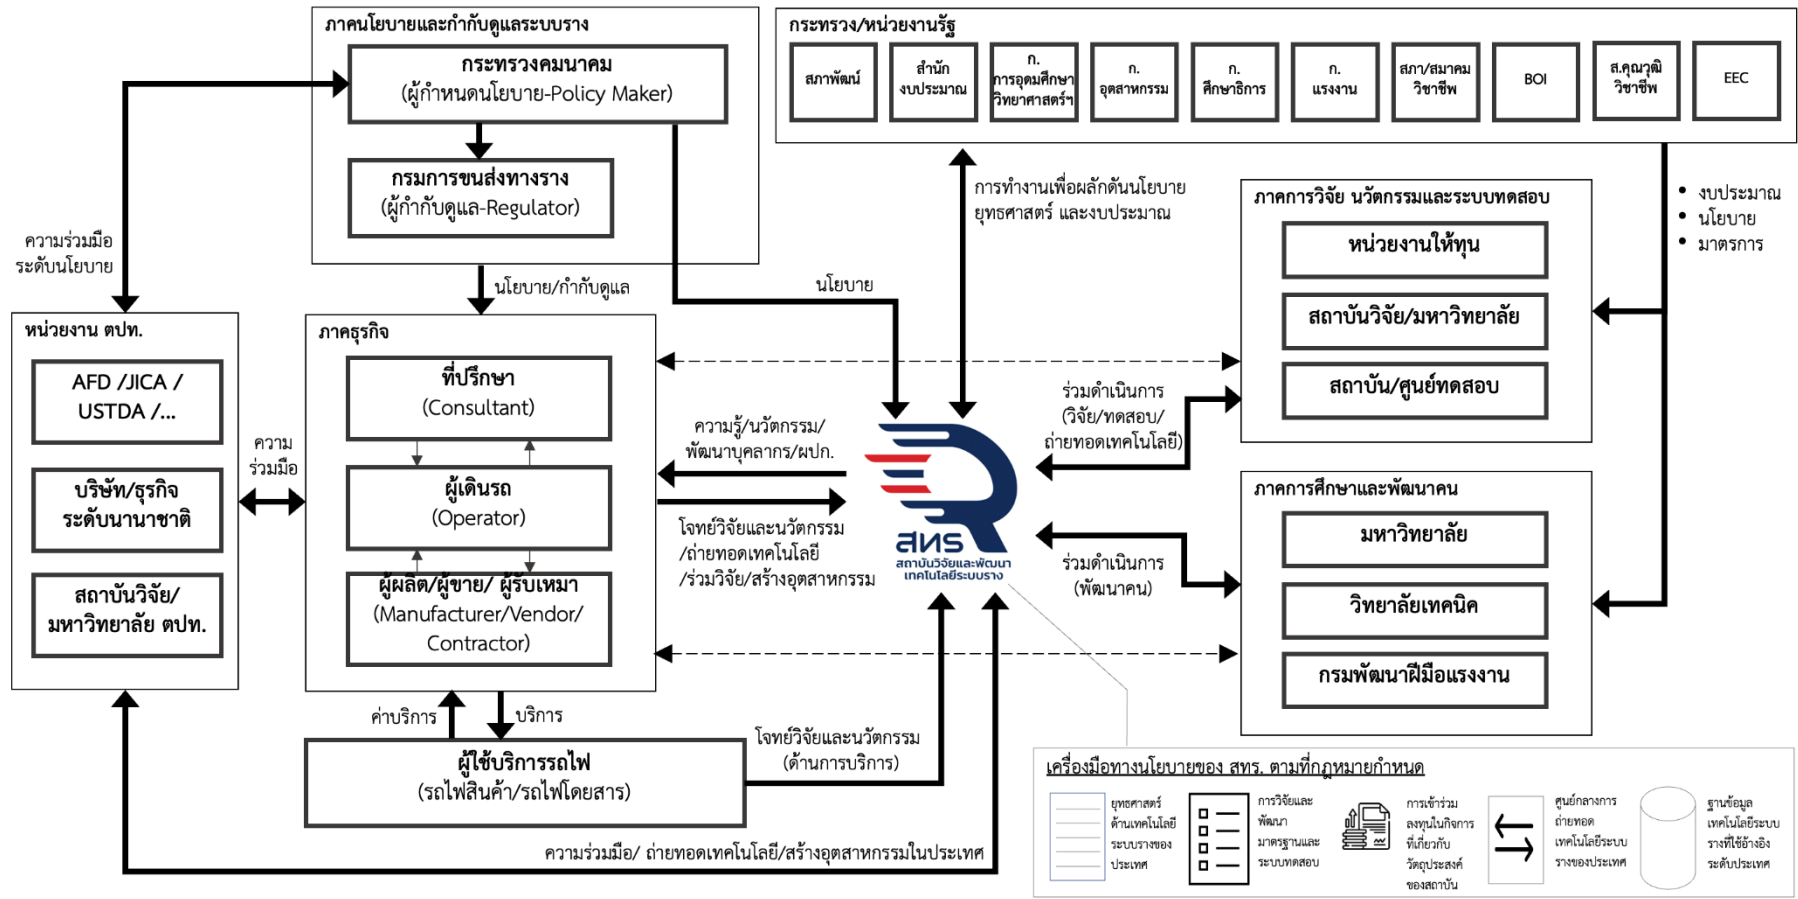 ภาคนโยบายและกำกับดูแลระบบราง
กระทรวงคมนาคม
(ผู้กำหนดนโยบาย-Policy Maker)
กรมการขนส่งทางราง
(ผู้กำกับดูแล-Regulator)
กระทรวง/หน่วยงานรัฐ
สภาพัฒน์
สำนัก
งบประมาณ
ก.
การอุดมศึกษา
วิทยาศาสตร์ฯ
ก.
อุตสาหกรรม
ก.
ศึกษาธิการ
ก.
แรงงาน
สภา/สมาคม
วิชาชีพ
BOI
ส.คุณวุฒิ
วิชาชีพ
EEC
ความร่วมมือ
ระดับนโยบาย
นโยบาย/กำกับดูแล
นโยบาย
การทำงานเพื่อผลักดันนโยบาย
ยุทธศาสตร์ และงบประมาณ
• งบประมาณ
• นโยบาย
• มาตรการ
หน่วยงาน ตปท.
AFD /JICA /
USTDA /...
บริษัท/ธุรกิจ
ระดับนานาชาติ
สถาบันวิจัย/
มหาวิทยาลัย ตปท.
ความ
ร่วมมือ
ภาคธุรกิจ
ที่ปรึกษา
(Consultant)
ผู้เดินรถ
(Operator)
ผู้ผลิต/ผู้ขาย/ ผู้รับเหมา
(Manufacturer/Vendor/
Contractor)
ความรู้/นวัตกรรม/
พัฒนาบุคลากร/ผปก.
โจทย์วิจัยและนวัตกรรม
/ถ่ายทอดเทคโนโลยี
/ร่วมวิจัย/สร้างอุตสาหกรรม
สทร
สถาบันวิจัยและพัฒนา
เทคโนโลยีระบบราง
ร่วมดำเนินการ
(วิจัย/ทดสอบ/
ถ่ายทอดเทคโนโลยี)
ร่วมดำเนินการ
(พัฒนาคน)
ภาคการวิจัย นวัตกรรมและระบบทดสอบ
หน่วยงานให้ทุน
สถาบันวิจัย/มหาวิทยาลัย
สถาบัน/ศูนย์ทดสอบ
ภาคการศึกษาและพัฒนาคน
มหาวิทยาลัย
วิทยาลัยเทคนิค
กรมพัฒนาฝีมือแรงงาน
ค่าบริการ
บริการ
ผู้ใช้บริการรถไฟ
(รถไฟสินค้า/รถไฟโดยสาร)
โจทย์วิจัยและนวัตกรรม
(ด้านการบริการ)
ความร่วมมือ/ ถ่ายทอดเทคโนโลยี/สร้างอุตสาหกรรมในประเทศ
เครื่องมือทางนโยบายของ สทร. ตามที่กฎหมายกำหนด
ยุทธศาสตร์
ด้านเทคโนโลยี
ระบบรางของ
ประเทศ
การวิจัยและ
พัฒนา
มาตรฐานและ
ระบบทดสอบ
การเข้าร่วม
ลงทุนในกิจการ
ที่เกี่ยวกับ
วัตถุประสงค์
ของสถาบัน
ศูนย์กลางการ
ถ่ายทอด
เทคโนโลยีระบบ
รางของประเทศ
ฐานข้อมูล
เทคโนโลยีระบบ
รางที่ใช้อ้างอิง
ระดับประเทศ